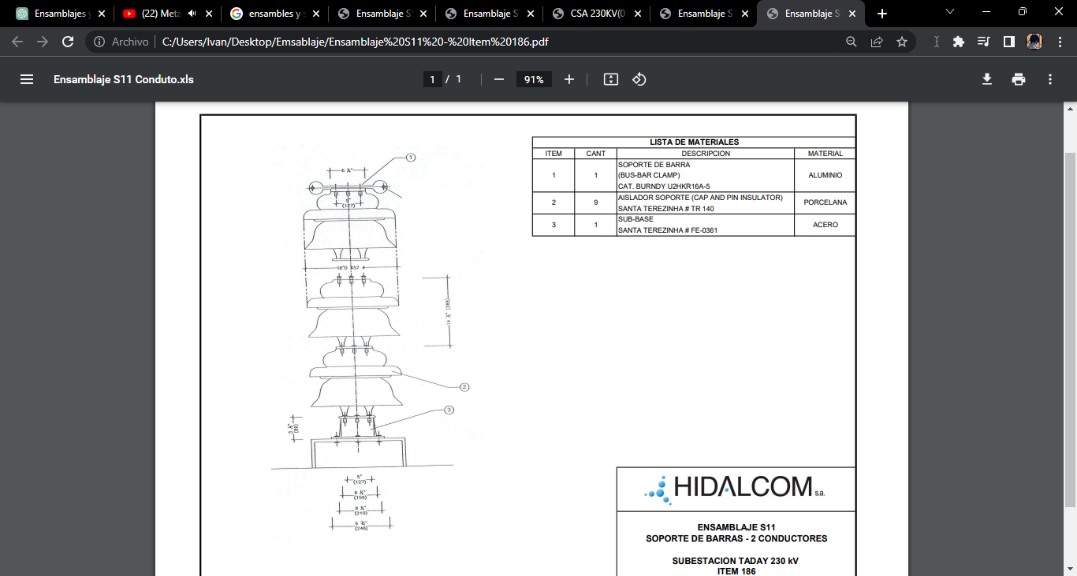 Ensamblajes
(22) Meta
ensambles y
Ensamblaje S
Ensamblaje S
CSA 230KV(0
Ensamblaje S
Ensamblaje S
Archivo
C:/Users/Ivan/Desktop/Emsablaje/Ensamblaje%20S11%20-%20Item%20186.pdf
Ensamblaje S11 Conduto.xls
1 / 1
91%
LISTA DE MATERIALES
ITEM CANT DESCRIPCION MATERIAL
1 1 SOPORTE DE BARRA
(BUS-BAR CLAMP)
CAT. BURNDY U2HKR16A-5
ALUMINIO
2 9 AISLADOR SOPORTE (CAP AND PIN INSULATOR)
SANTA TEREZINHA # TR 140
PORCELANA
3 1 SUB-BASE
SANTA TEREZINHA # FE-0361
ACERO
1
2
3
5"
(127)
HIDALCOM s.a.
ENSAMBLAJE S11
SOPORTE DE BARRAS - 2 CONDUCTORES
SUBESTACION TADAY 230 kV
ITEM 186